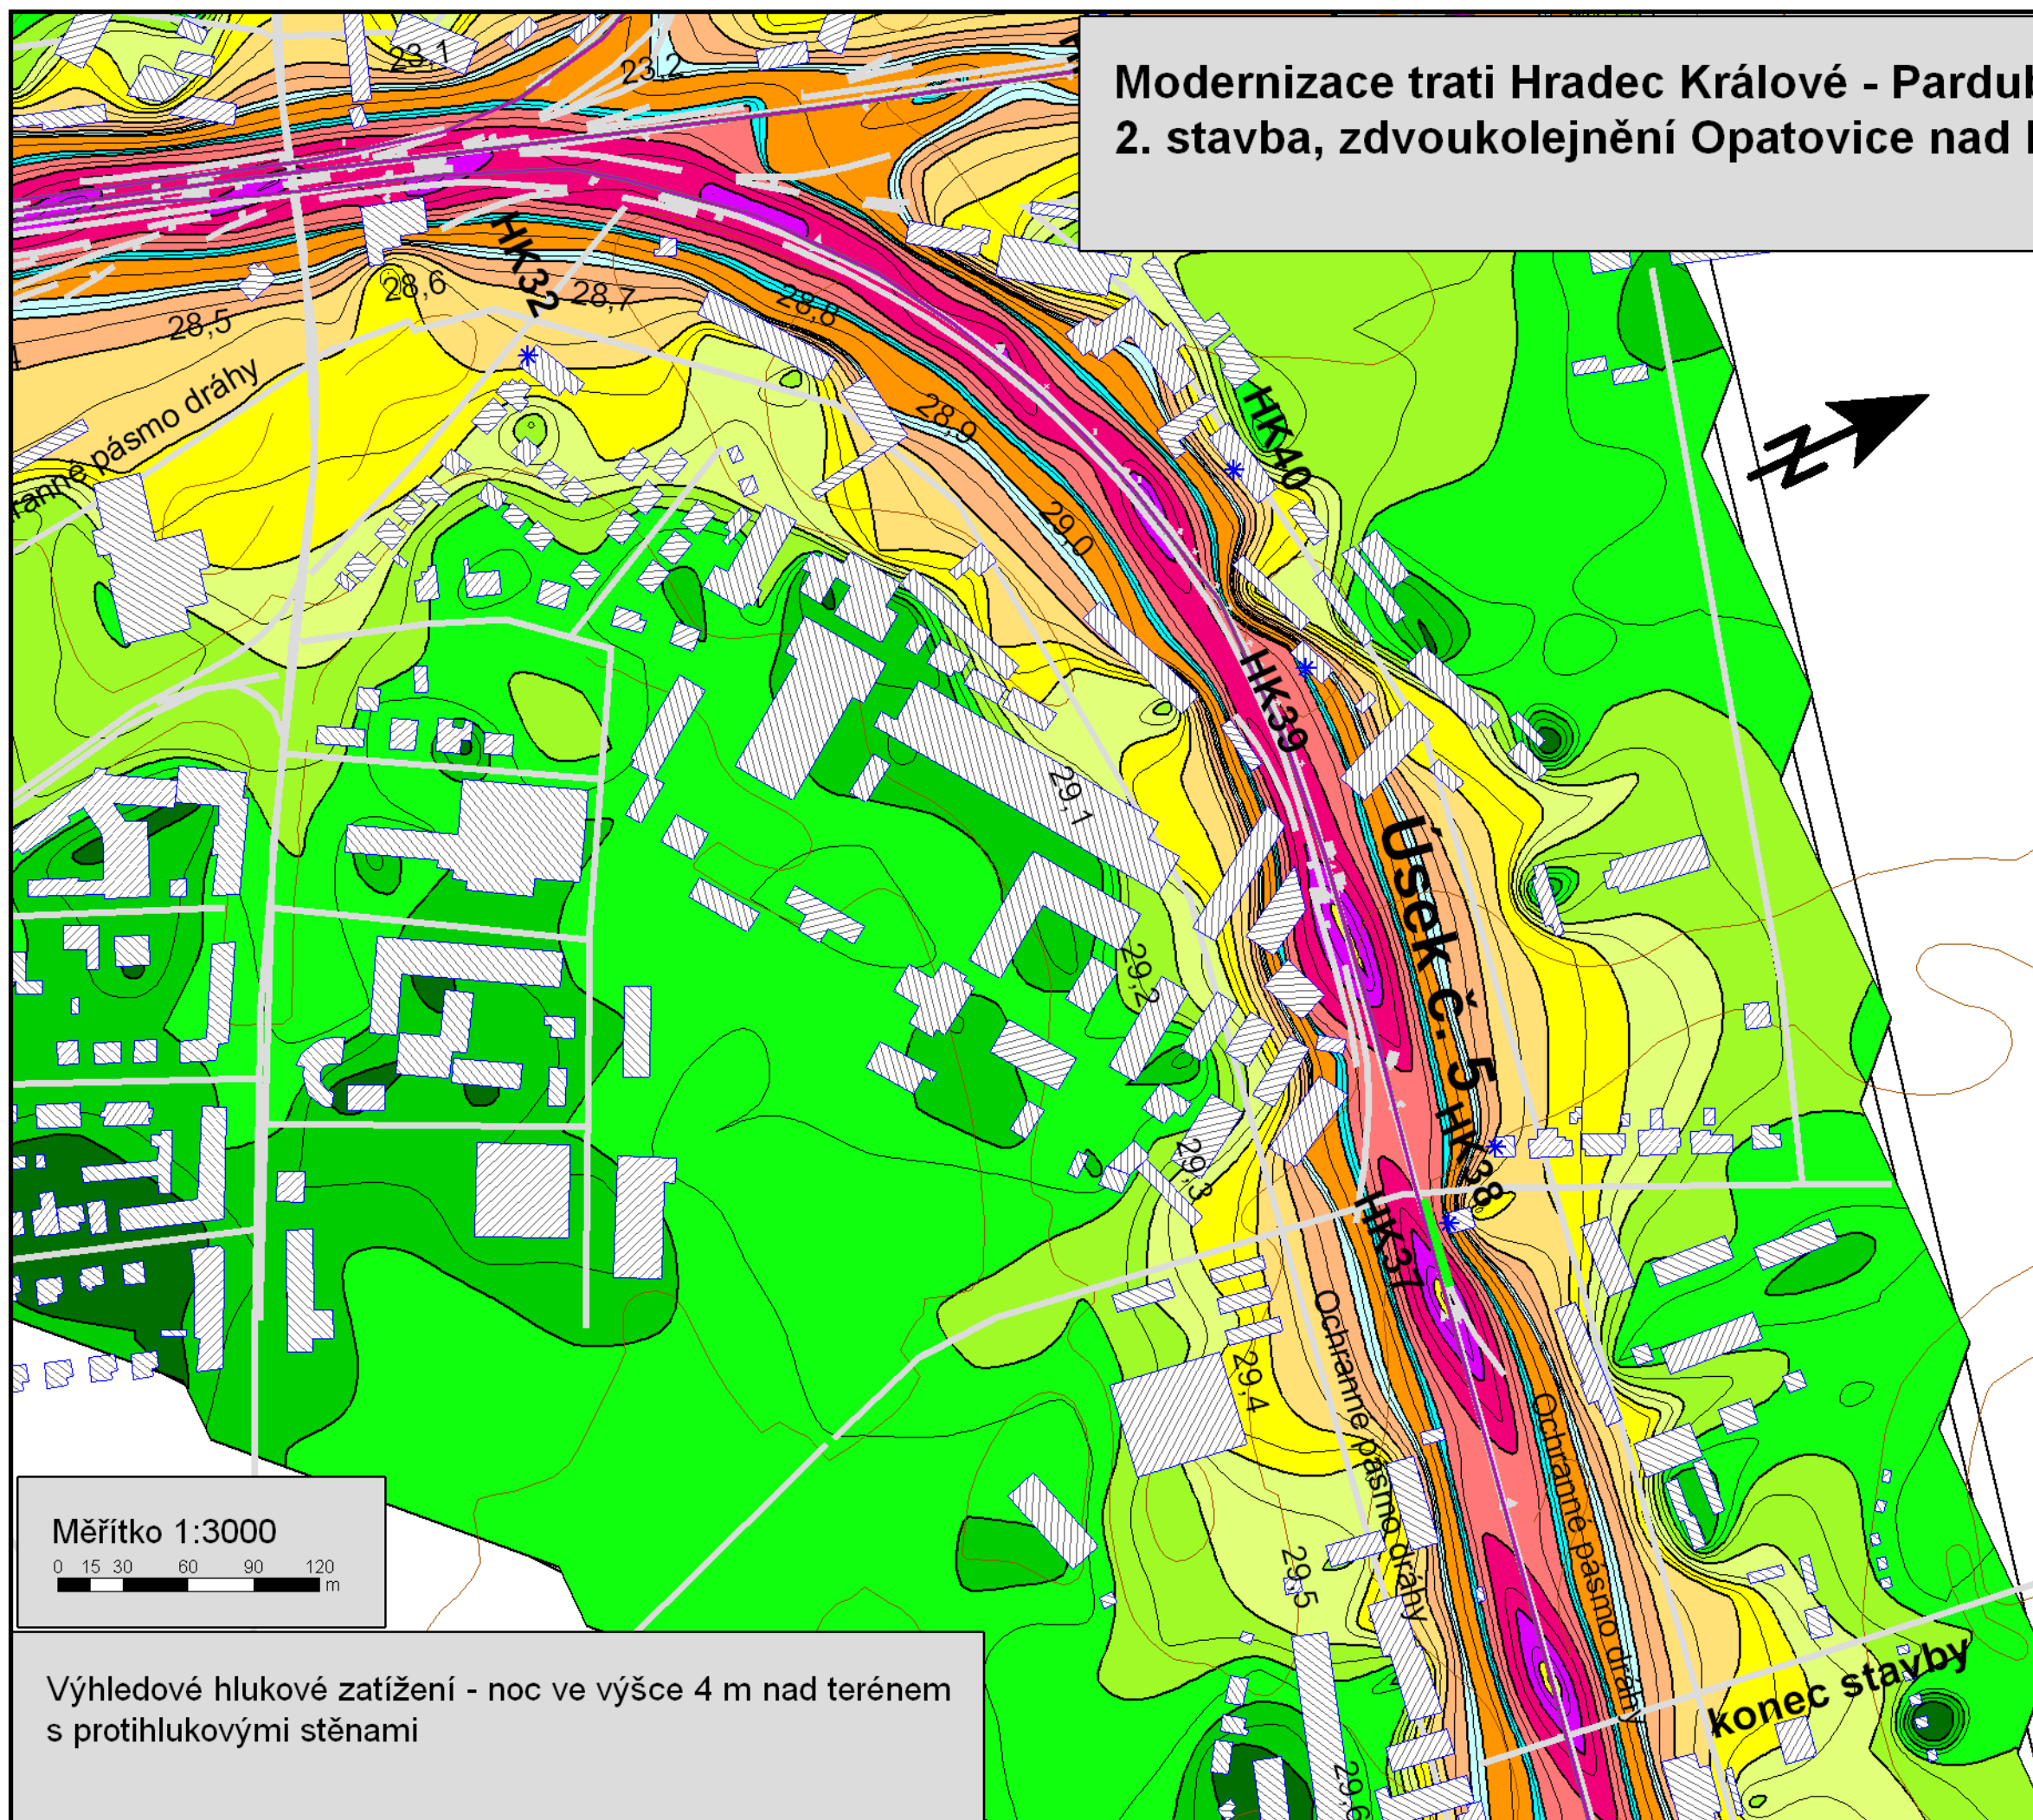 23,1
23,2
Modernizace trati Hradec Králové - Pardub
2. stavba, zdvoukolejnění Opatovice nad
HK32
28,5
28,6
28,7
28,8
28,9
29,0
HK40
Z
pásmo dráhy
HK39
29,1
Úsek č. 5
29,2
HK38
29,3
HK37
Ochranné pásmo dráhy
29,4
Ochranné pásmo dráhy
29,5
29,6
konec stavby
Měřítko 1:3000
0 15 30 60 90 120
m
Výhledové hlukové zatížení - noc ve výšce 4 m nad terénem
s protihlukovými stěnami